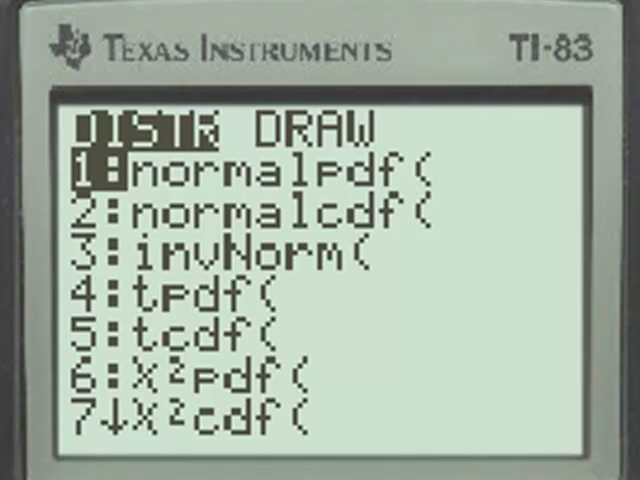 TEXAS INSTRUMENTS TI-83
DISTR DRAW
1:normalpdf(
2:normalcdf(
3:invNorm(
4:tpdf(
5:tcdf(
6:X²pdf(
7↓X²cdf(